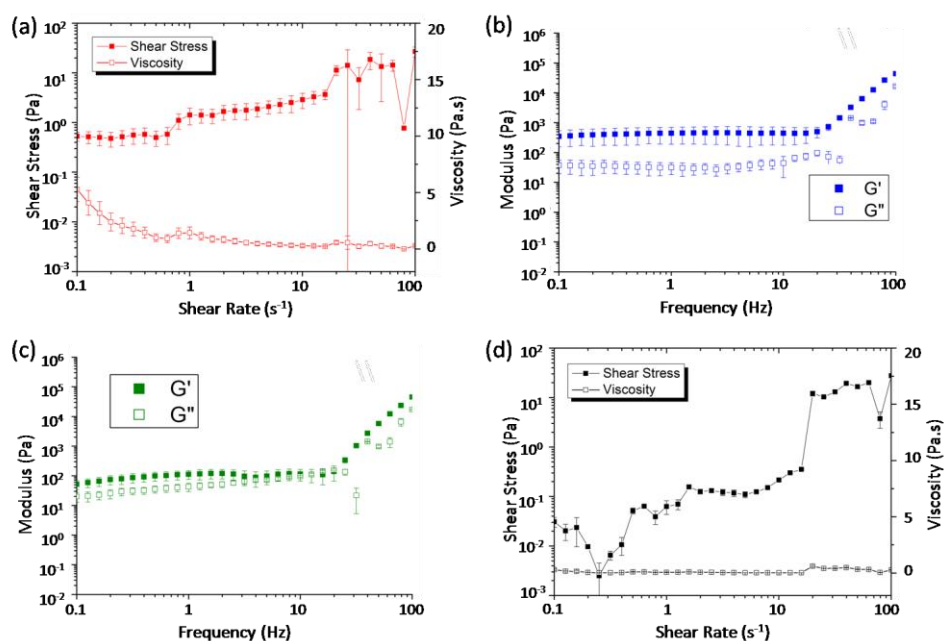 (a)
Shear Stress
Viscosity
10²
10¹
10⁰
10⁻¹
10⁻²
10⁻³
Shear Stress (Pa)
20
15
10
5
0
Viscosity (Pa.s)
0.1
1
10
100
Shear Rate (s⁻¹)
(b)
10⁶
10⁵
10⁴
10³
10²
10¹
10⁰
10⁻¹
10⁻²
Modulus (Pa)
G'
G"
0.1
1
10
100
Frequency (Hz)
(c)
10⁶
10⁵
10⁴
10³
10²
10¹
10⁰
10⁻¹
10⁻²
Modulus (Pa)
G'
G"
0.1
1
10
100
Frequency (Hz)
(d)
Shear Stress
Viscosity
10²
10¹
10⁰
10⁻¹
10⁻²
10⁻³
Shear Stress (Pa)
20
15
10
5
0
Viscosity (Pa.s)
0.1
1
10
100
Shear Rate (s⁻¹)